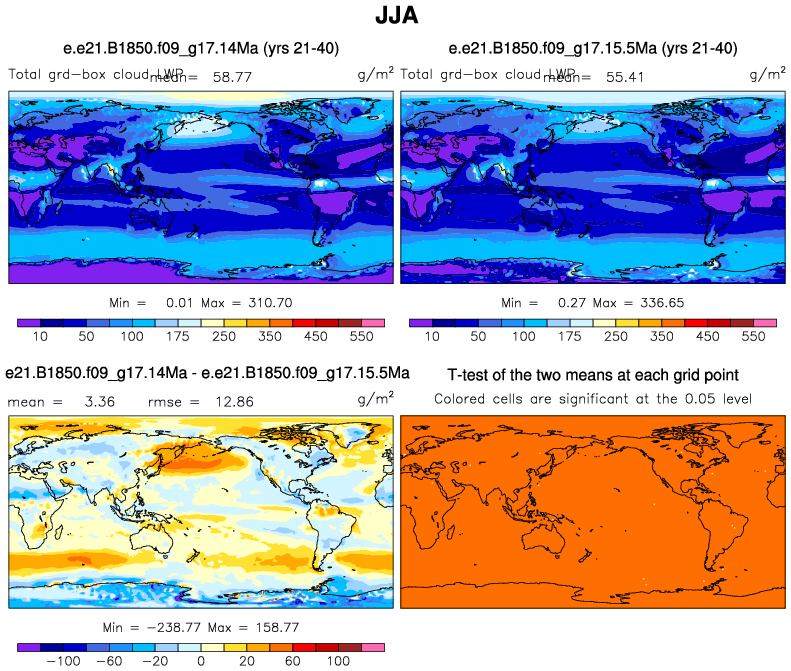 JJA
e.e21.B1850.f09_g17.14Ma (yrs 21-40)
Total grd-box cloud LWP mean= 58.77 g/m²
Min = 0.01 Max = 310.70
10 50 100 175 250 350 450 550
e.e21.B1850.f09_g17.15.5Ma (yrs 21-40)
Total grd-box cloud LWP mean= 55.41 g/m²
Min = 0.27 Max = 336.65
10 50 100 175 250 350 450 550
e21.B1850.f09_g17.14Ma - e.e21.B1850.f09_g17.15.5Ma
mean = 3.36 rmse = 12.86 g/m²
Min = -238.77 Max = 158.77
-100 -60 -20 0 20 60 100
T-test of the two means at each grid point
Colored cells are significant at the 0.05 level